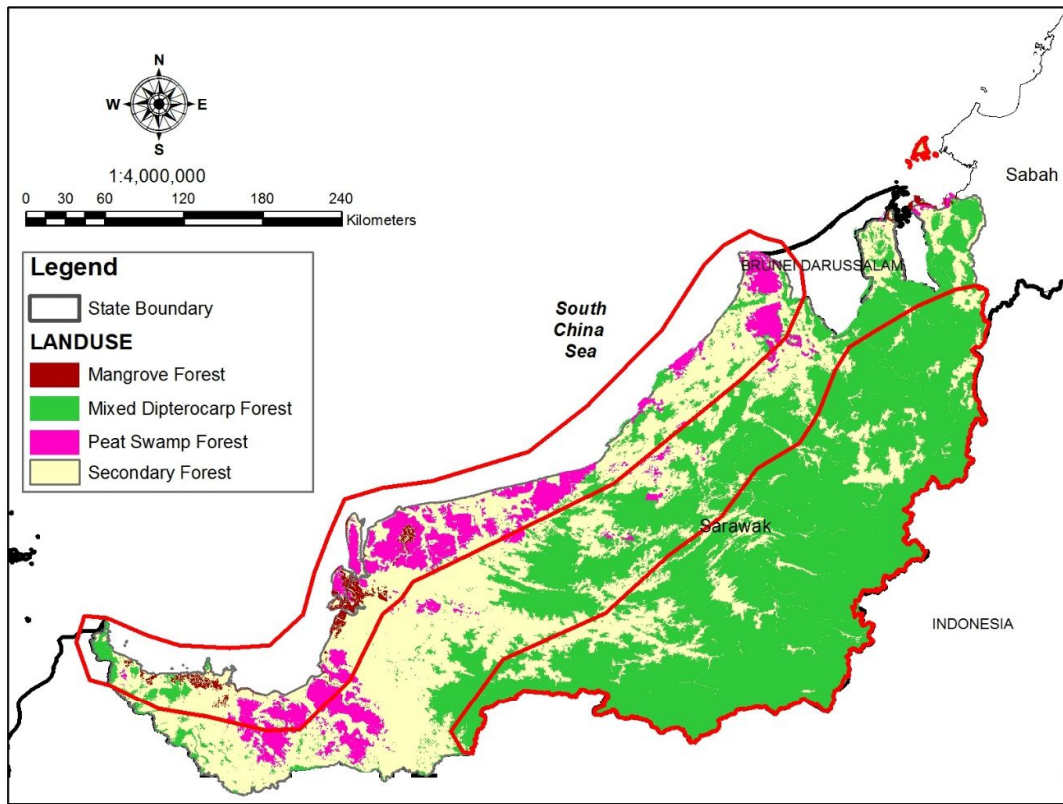 N
W E
S
1:4,000,000
0 30 60 120 180 240
Kilometers
Legend
State Boundary
LANDUSE
Mangrove Forest
Mixed Dipterocarp Forest
Peat Swamp Forest
Secondary Forest
Sabah
BRUNEI DARUSSALAM
South
China
Sea
Sarawak
INDONESIA